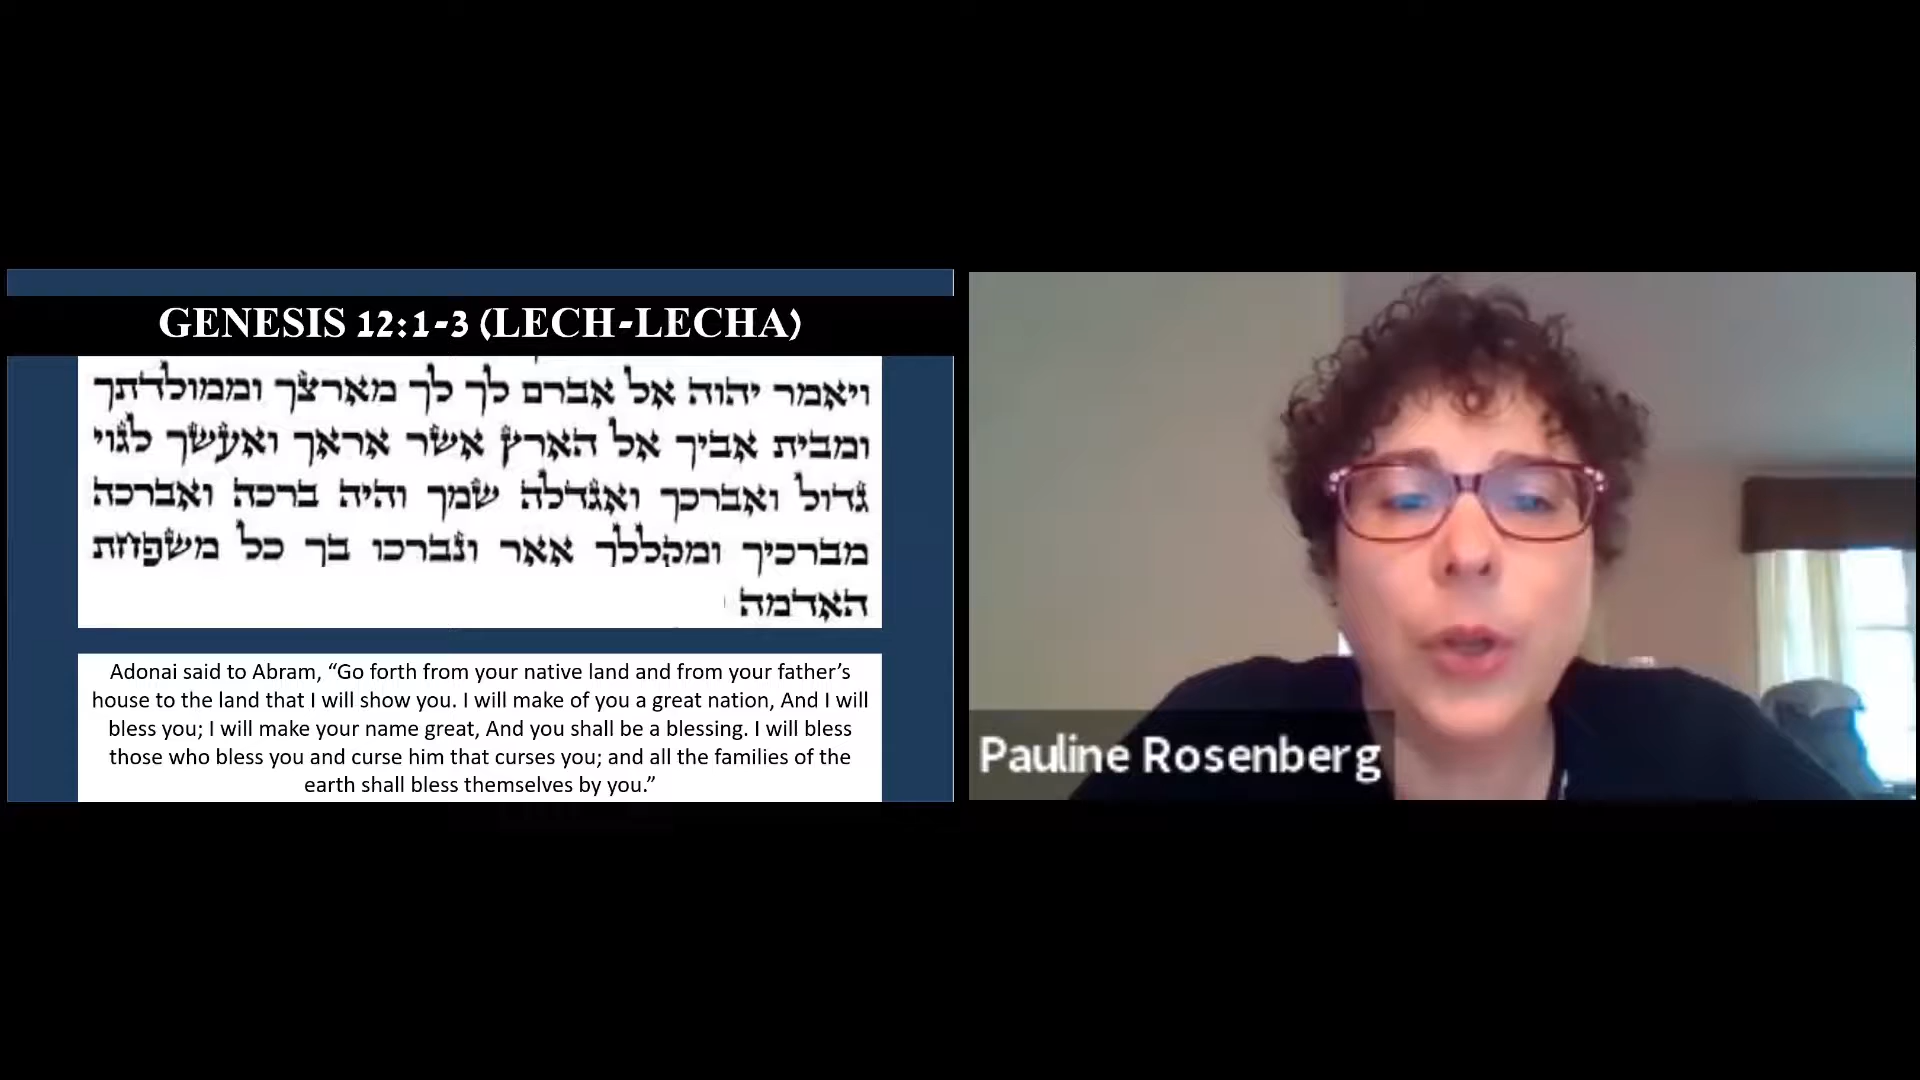 GENESIS 12:1-3 (LECH-LECHA)
ויאמר יהוה אל אברם לך לך מארצך וממולדתך
ומבית אביך אל הארץ אשר אראך ואעשך לגוי
גדול ואברכך ואגדלה שמך והיה ברכה ואברכה
מברכיך ומקללך אאר ונברכו בך כל משפחת
האדמה
Adonai said to Abram, “Go forth from your native land and from your father’s
house to the land that I will show you. I will make of you a great nation, And I will
bless you; I will make your name great, And you shall be a blessing. I will bless
those who bless you and curse him that curses you; and all the families of the
earth shall bless themselves by you.”
Pauline Rosenberg